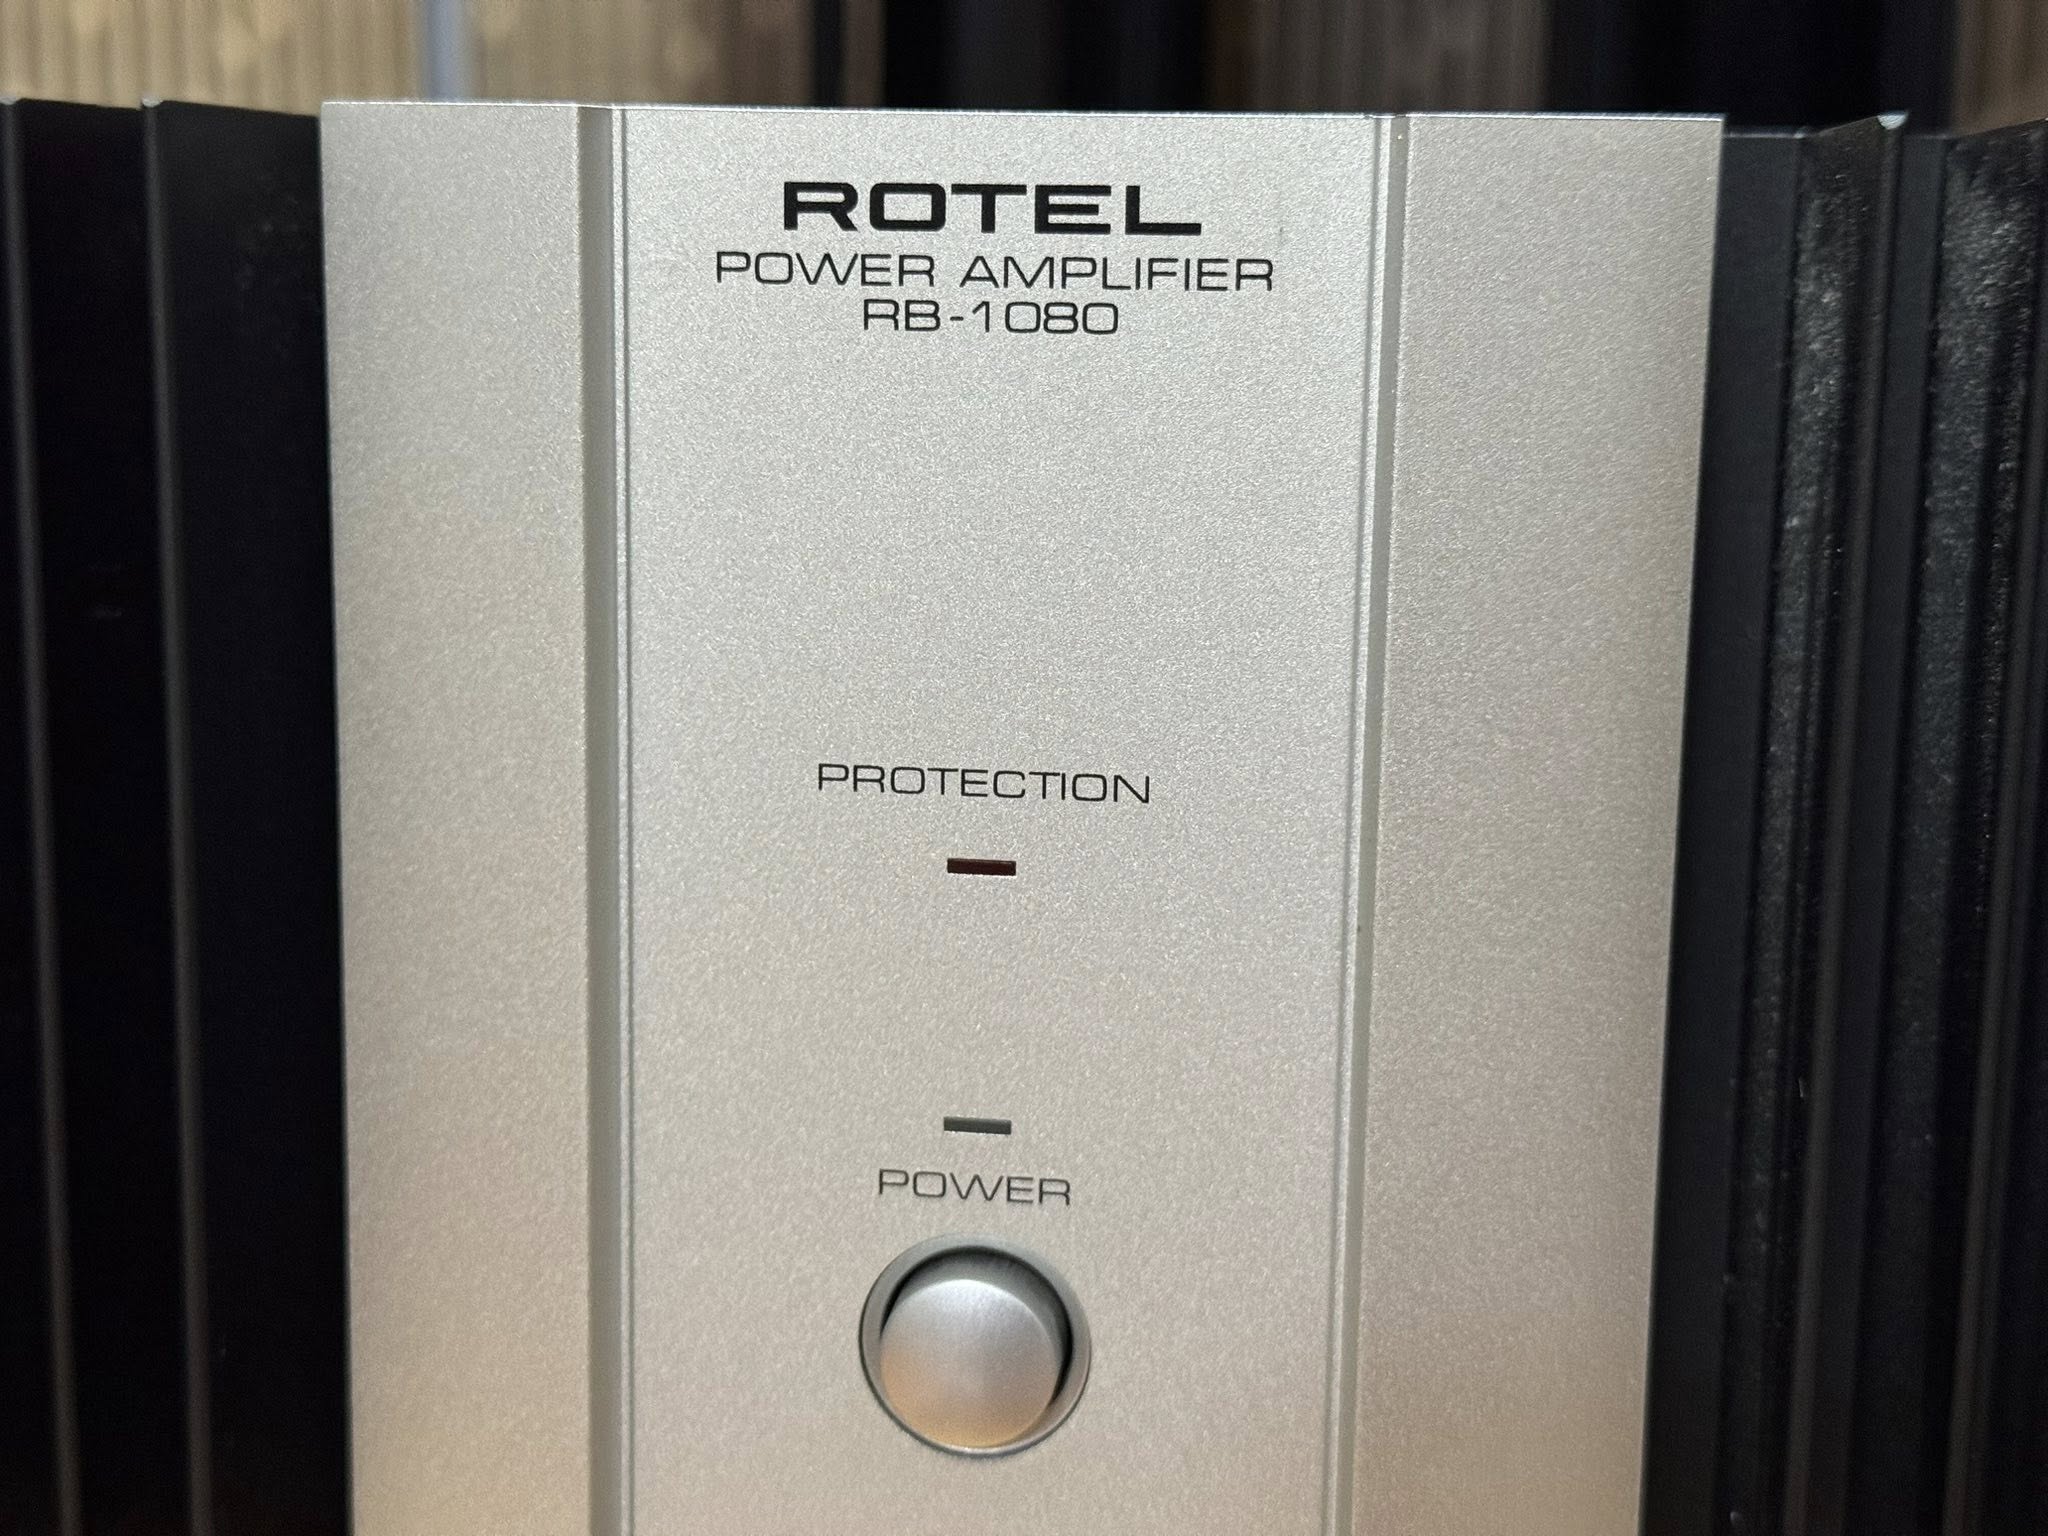 ROTEL
POWER AMPLIFIER
RB-1080
PROTECTION
POWER